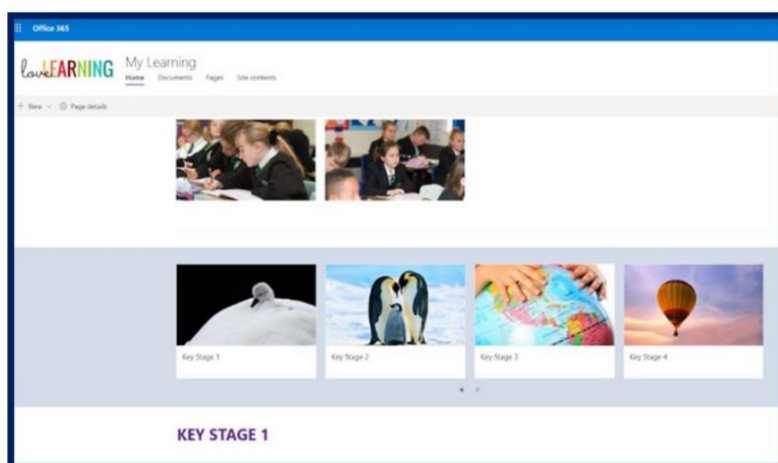 Office 365
loveLEARNING
My Learning
Home Documents Pages Site contents
+ New Page details
Key Stage 1
Key Stage 2
Key Stage 3
Key Stage 4
KEY STAGE 1